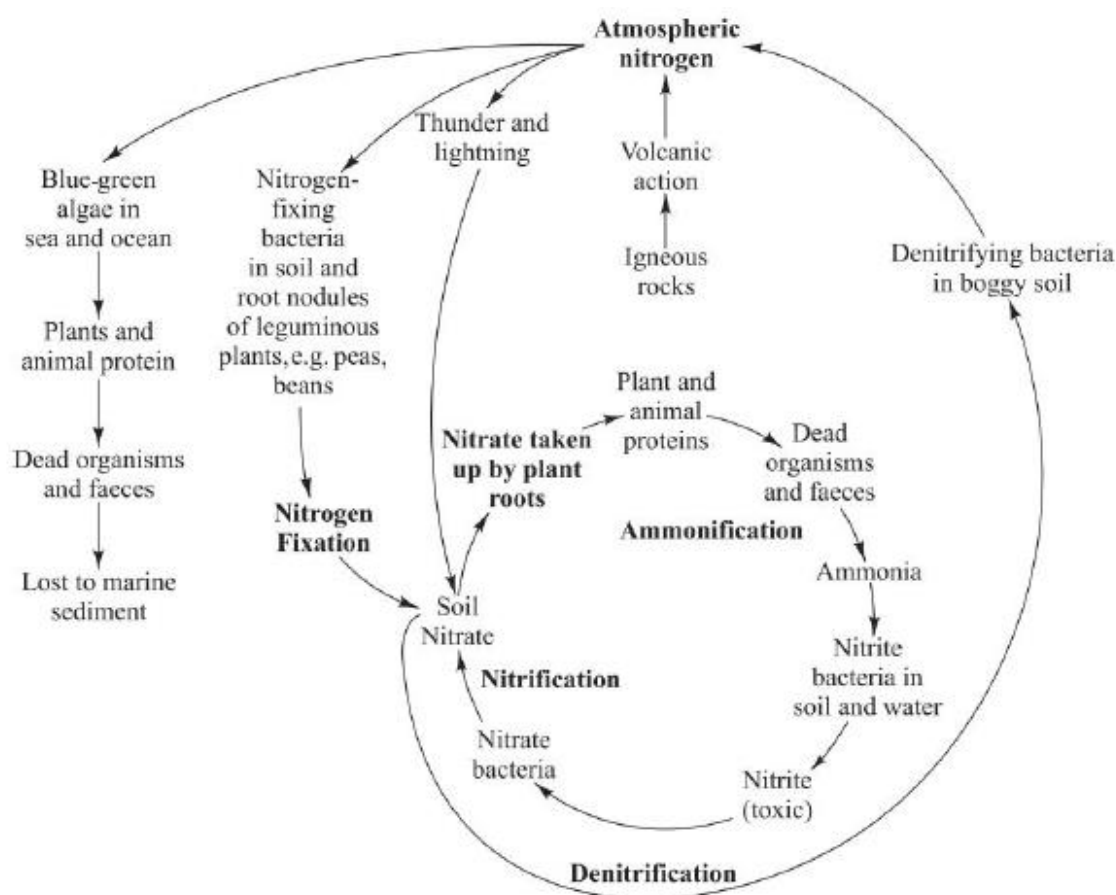 Atmospheric
nitrogen
Thunder and
lightning
Volcanic
action
Igneous
rocks
Blue-green
algae in
sea and ocean
Plants and
animal protein
Dead organisms
and faeces
Lost to marine
sediment
Nitrogen-
fixing
bacteria
in soil and
root nodules
of leguminous
plants, e.g. peas,
beans
Nitrogen
Fixation
Denitrifying bacteria
in boggy soil
Nitrate taken
up by plant
roots
Plant and
animal
proteins
Dead
organisms
and faeces
Ammonification
Ammonia
Nitrite
bacteria in
soil and water
Nitrite
(toxic)
Nitrate
bacteria
Nitrification
Soil
Nitrate
Denitrification